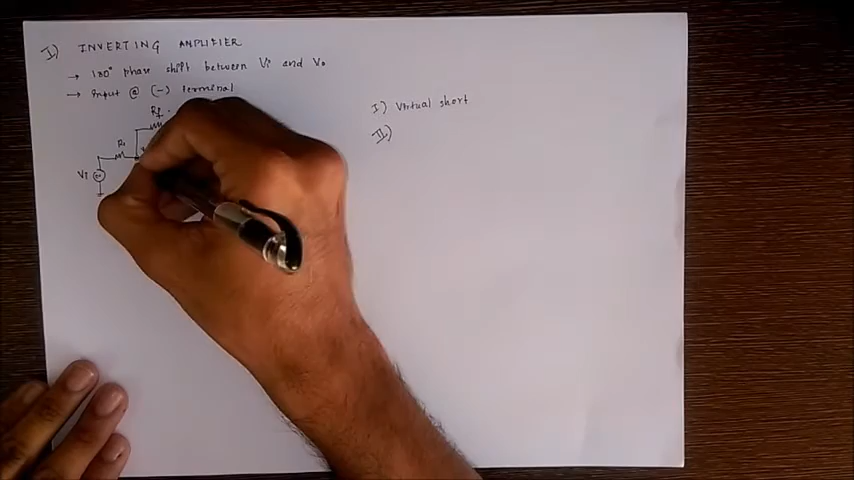 I) INVERTING AMPLIFIER
→ 180° phase shift between Vi and Vo
→ Input @ (-) terminal
Rf
R1
Vi
I) Virtual short
II)